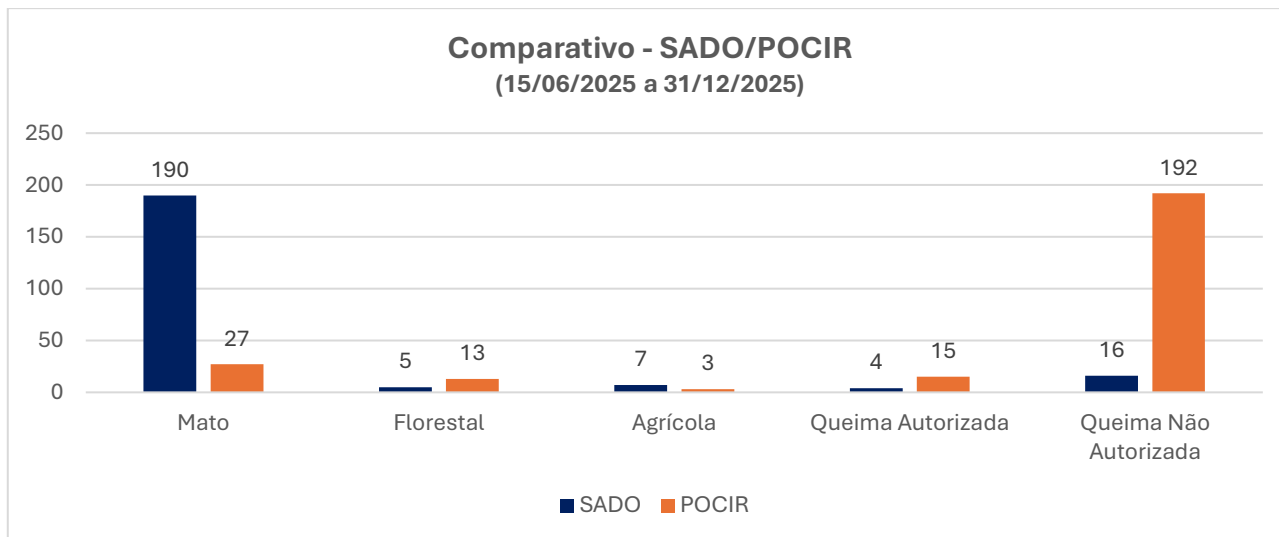 Comparativo - SADO/POCIR
(15/06/2025 a 31/12/2025)
250
200
150
100
50
0
190
27
5
13
7
3
4
15
16
192
Mato
Florestal
Agrícola
Queima Autorizada
Queima Não
Autorizada
SADO
POCIR